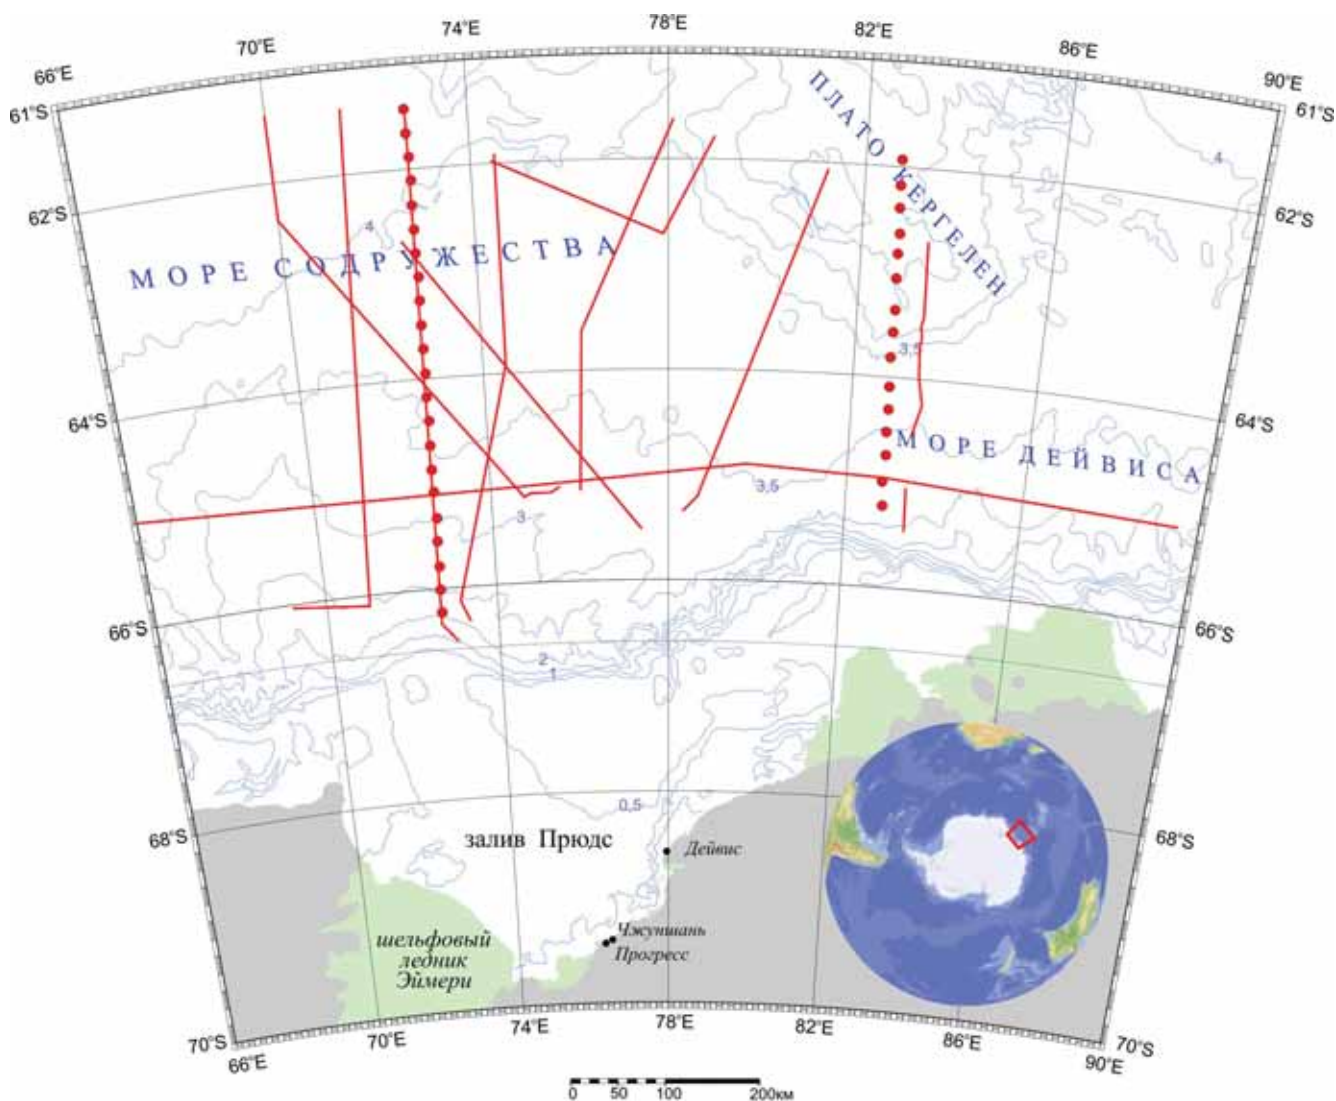 66°E
70°E
74°E
78°E
82°E
86°E
90°E
61°S
61°S
ПЛАТО КЕРГЕЛЕН
4
62°S
62°S
4
МОРЕ СОДРУЖЕСТВА
3,5
64°S
64°S
МОРЕ ДЕЙВИСА
3,5
3
66°S
66°S
2
1
0,5
68°S
68°S
залив Прюдс
Дейвис
Чжуншань
Прогресс
шельфовый
ледник
Эймери
70°S
70°S
66°E
70°E
74°E
78°E
82°E
86°E
90°E
0 50 100 200км